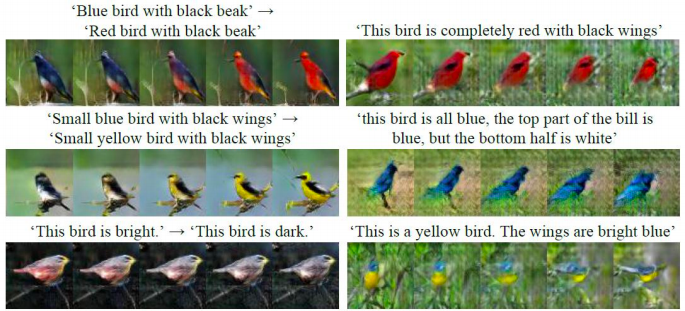 ‘Blue bird with black beak’ →
‘Red bird with black beak’
‘This bird is completely red with black wings’
‘Small blue bird with black wings’ →
‘Small yellow bird with black wings’
‘this bird is all blue, the top part of the bill is
blue, but the bottom half is white’
‘This bird is bright.’ → ‘This bird is dark.’
‘This is a yellow bird. The wings are bright blue’